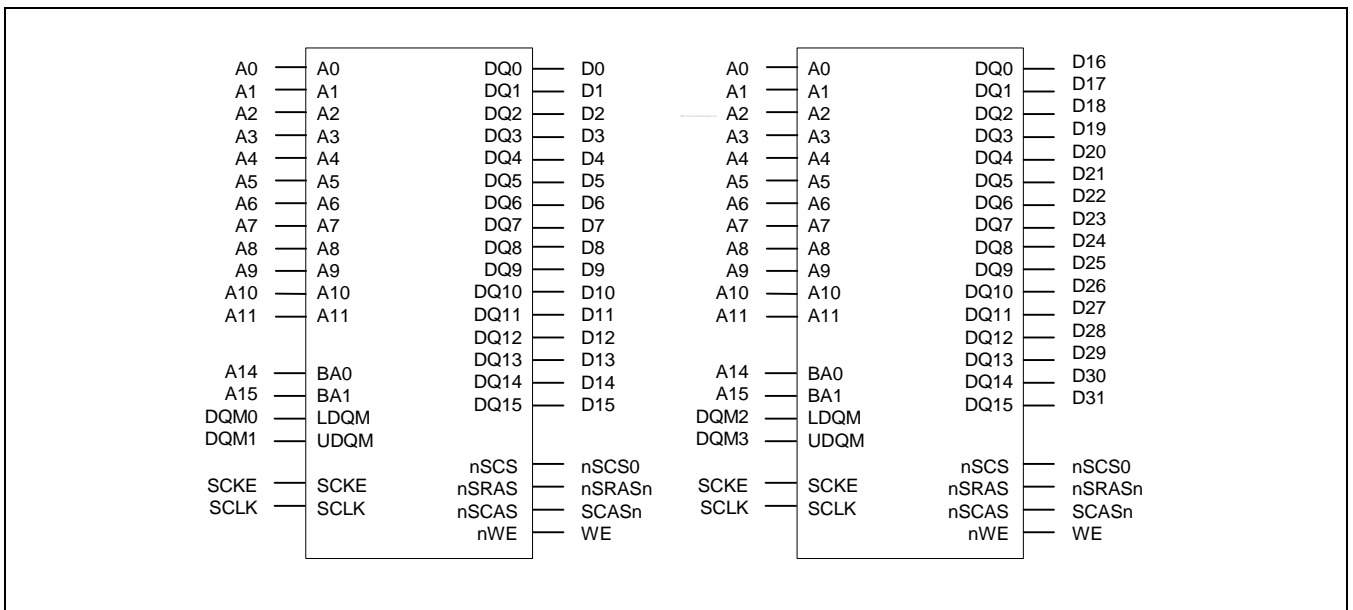 A0 A0 DQ0 D0
A1 A1 DQ1 D1
A2 A2 DQ2 D2
A3 A3 DQ3 D3
A4 A4 DQ4 D4
A5 A5 DQ5 D5
A6 A6 DQ6 D6
A7 A7 DQ7 D7
A8 A8 DQ8 D8
A9 A9 DQ9 D9
A10 A10 DQ10 D10
A11 A11 DQ11 D11
DQ12 D12
DQ13 D13
A14 BA0 DQ14 D14
A15 BA1 DQ15 D15
DQM0 LDQM
DQM1 UDQM
nSCS nSCS0
SCKE SCKE nSRAS nSRASn
SCLK SCLK nSCAS SCASn
nWE WE
A0 A0 DQ0 D16
A1 A1 DQ1 D17
A2 A2 DQ2 D18
A3 A3 DQ3 D19
A4 A4 DQ4 D20
A5 A5 DQ5 D21
A6 A6 DQ6 D22
A7 A7 DQ7 D23
A8 A8 DQ8 D24
A9 A9 DQ9 D25
A10 A10 DQ10 D26
A11 A11 DQ11 D27
DQ12 D28
DQ13 D29
A14 BA0 DQ14 D30
A15 BA1 DQ15 D31
DQM2 LDQM
DQM3 UDQM
nSCS nSCS0
SCKE SCKE nSRAS nSRASn
SCLK SCLK nSCAS SCASn
nWE WE